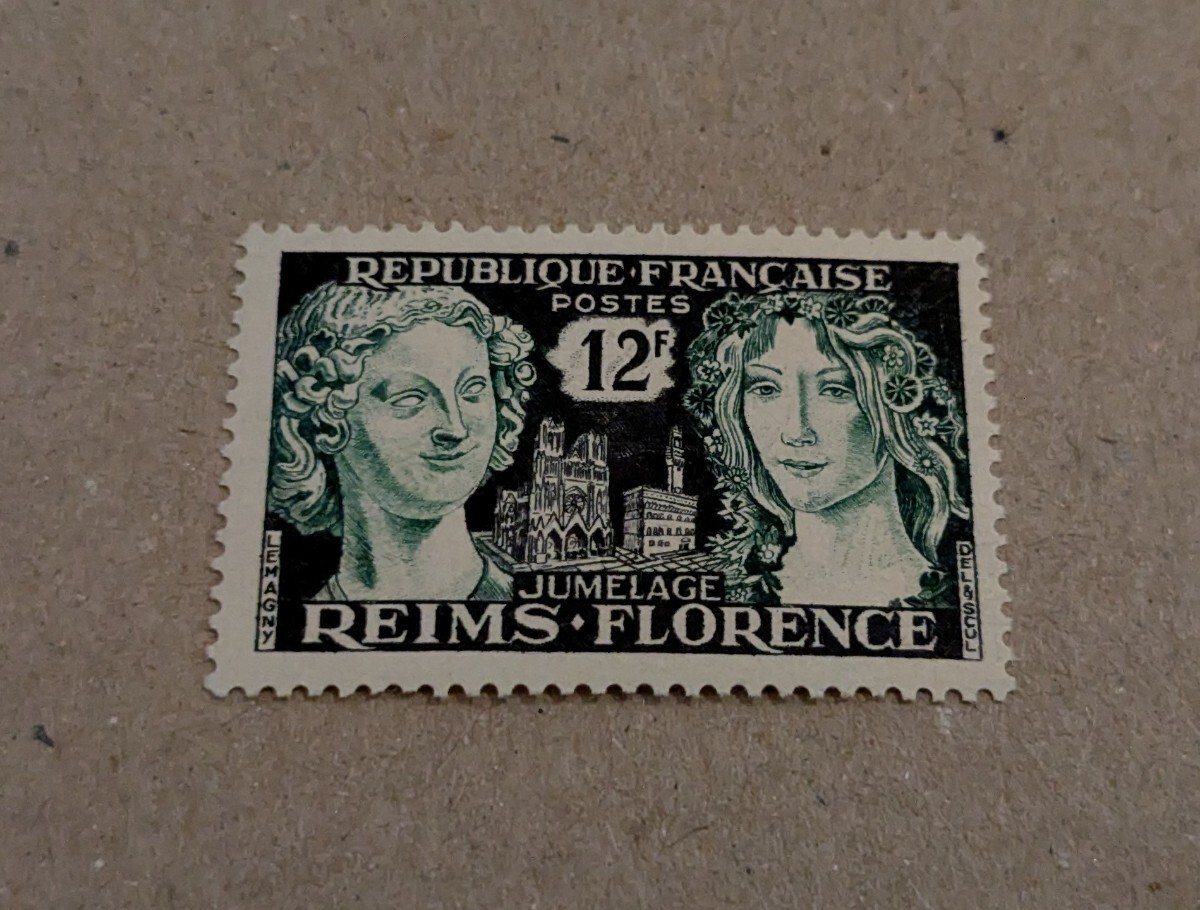 REPUBLIQUE·FRANÇAISE
POSTES
12F
JUMELAGE
REIMS·FLORENCE
LEMAGNY
DEL&SCUL